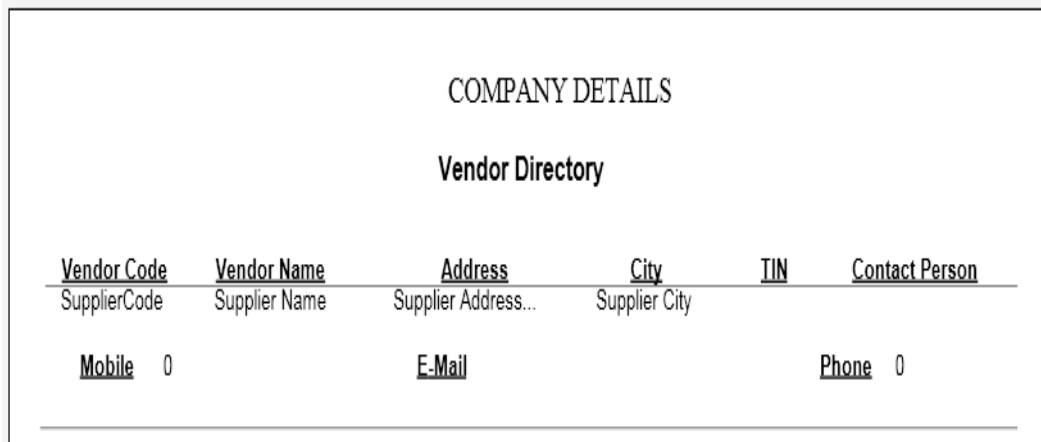 COMPANY DETAILS
Vendor Directory
Vendor Code Vendor Name Address City TIN Contact Person
SupplierCode Supplier Name Supplier Address... Supplier City
Mobile 0 E-Mail Phone 0